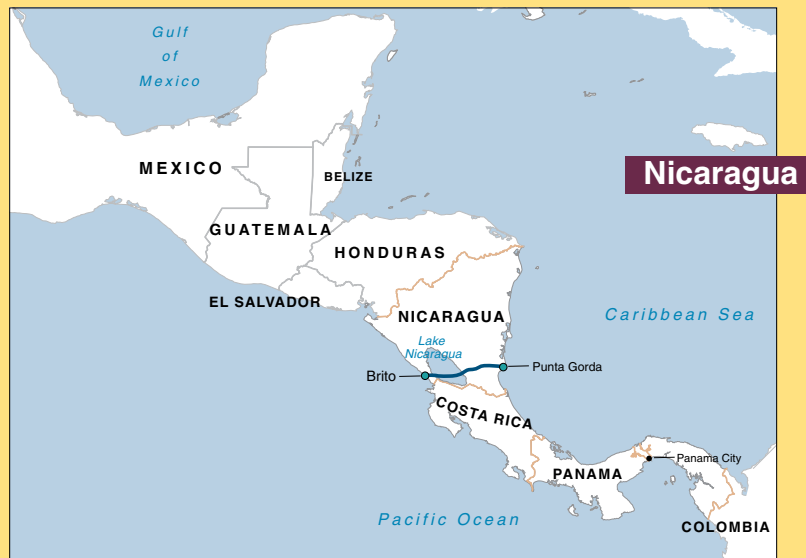 Gulf
of
Mexico
MEXICO
BELIZE
Nicaragua
GUATEMALA
HONDURAS
EL SALVADOR
NICARAGUA
Caribbean Sea
Lake
Nicaragua
Brito
Punta Gorda
COSTA RICA
Panama City
PANAMA
Pacific Ocean
COLOMBIA